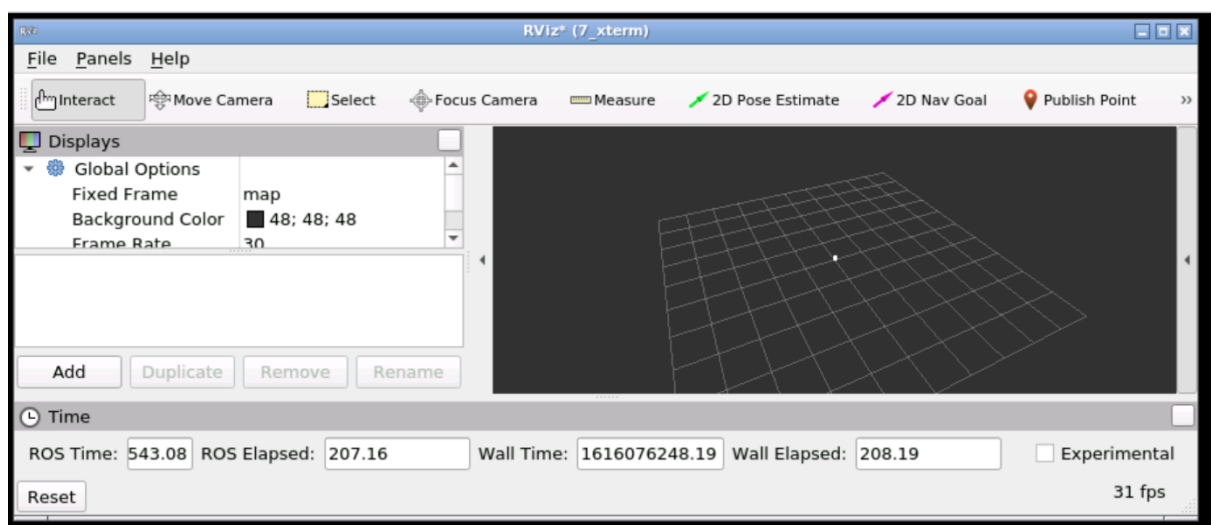 RViz* (7_xterm)
File Panels Help
Interact Move Camera Select Focus Camera Measure 2D Pose Estimate 2D Nav Goal Publish Point »
Displays
Global Options
Fixed Frame map
Background Color 48; 48; 48
Frame Rate 30
Add Duplicate Remove Rename
Time
ROS Time: 543.08 ROS Elapsed: 207.16 Wall Time: 1616076248.19 Wall Elapsed: 208.19 Experimental
Reset 31 fps